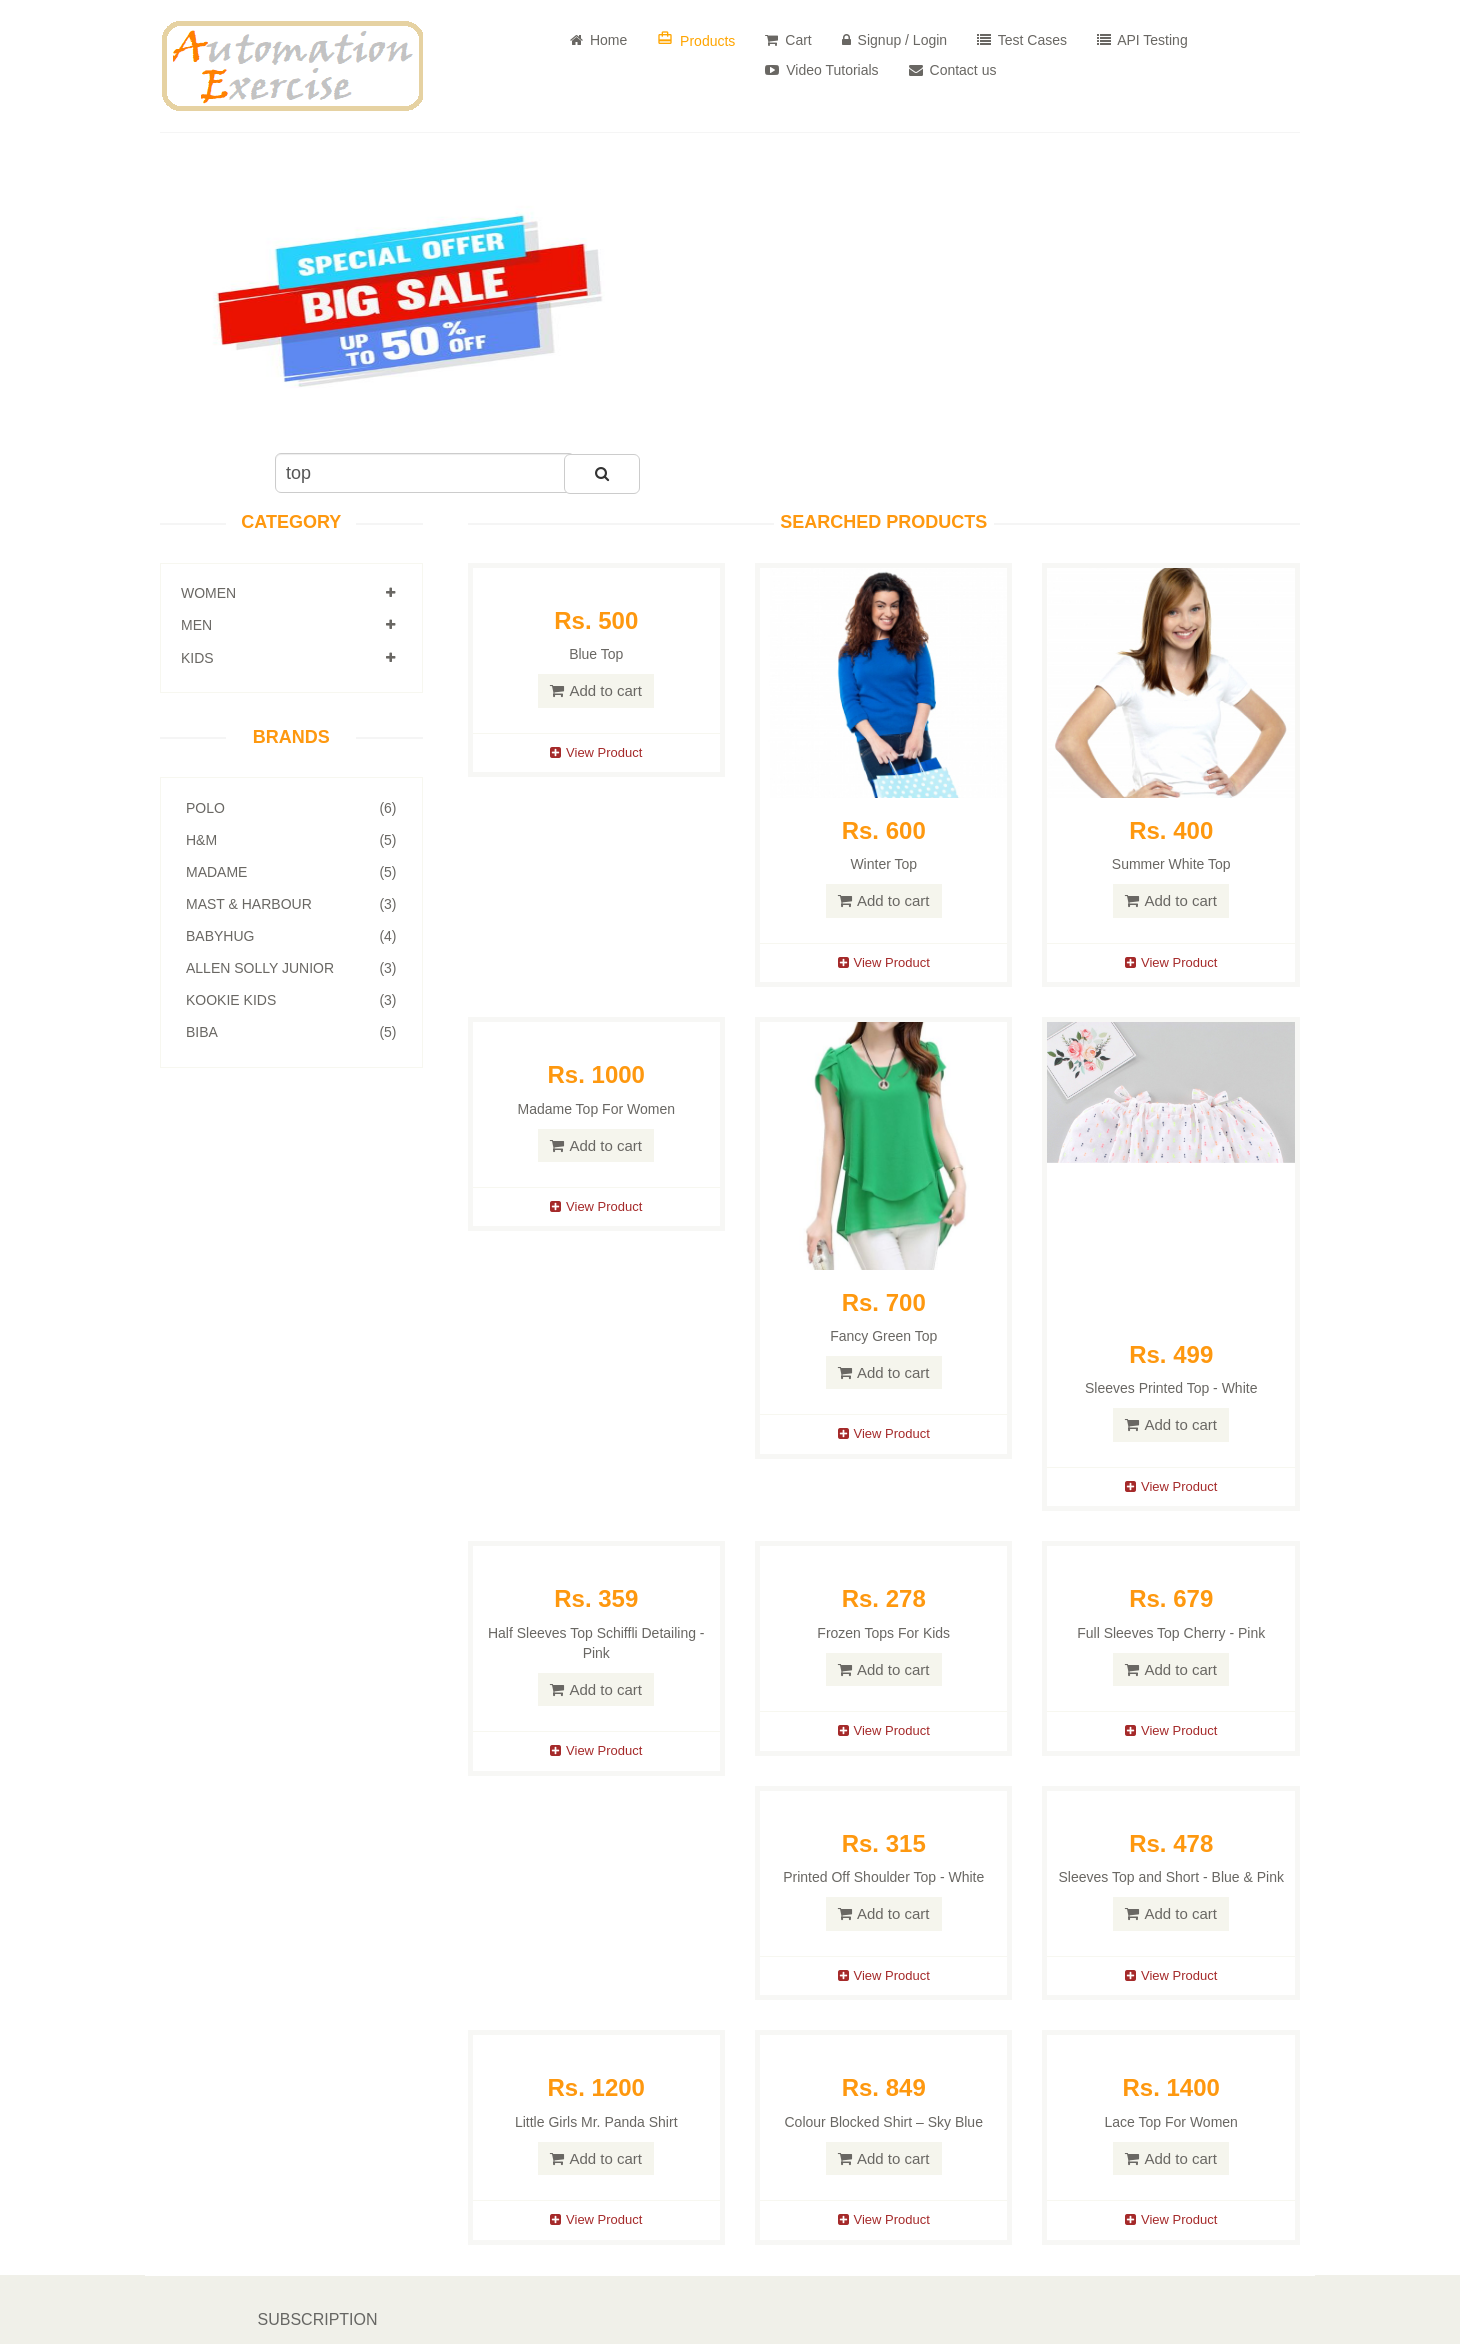 Automation
Exercise
Home
Products
Cart
Signup / Login
Test Cases
API Testing
Video Tutorials
Contact us
SPECIAL OFFER
BIG SALE
UP TO 50% OFF
top
CATEGORY
WOMEN
MEN
KIDS
BRANDS
POLO (6)
H&M (5)
MADAME (5)
MAST & HARBOUR (3)
BABYHUG (4)
ALLEN SOLLY JUNIOR (3)
KOOKIE KIDS (3)
BIBA (5)
SEARCHED PRODUCTS
Rs. 500
Blue Top
Add to cart
View Product
Rs. 600
Winter Top
Add to cart
View Product
Rs. 400
Summer White Top
Add to cart
View Product
Rs. 1000
Madame Top For Women
Add to cart
View Product
Rs. 700
Fancy Green Top
Add to cart
View Product
Rs. 499
Sleeves Printed Top - White
Add to cart
View Product
Rs. 359
Half Sleeves Top Schiffli Detailing -
Pink
Add to cart
View Product
Rs. 278
Frozen Tops For Kids
Add to cart
View Product
Rs. 679
Full Sleeves Top Cherry - Pink
Add to cart
View Product
Rs. 315
Printed Off Shoulder Top - White
Add to cart
View Product
Rs. 478
Sleeves Top and Short - Blue & Pink
Add to cart
View Product
Rs. 1200
Little Girls Mr. Panda Shirt
Add to cart
View Product
Rs. 849
Colour Blocked Shirt – Sky Blue
Add to cart
View Product
Rs. 1400
Lace Top For Women
Add to cart
View Product
SUBSCRIPTION